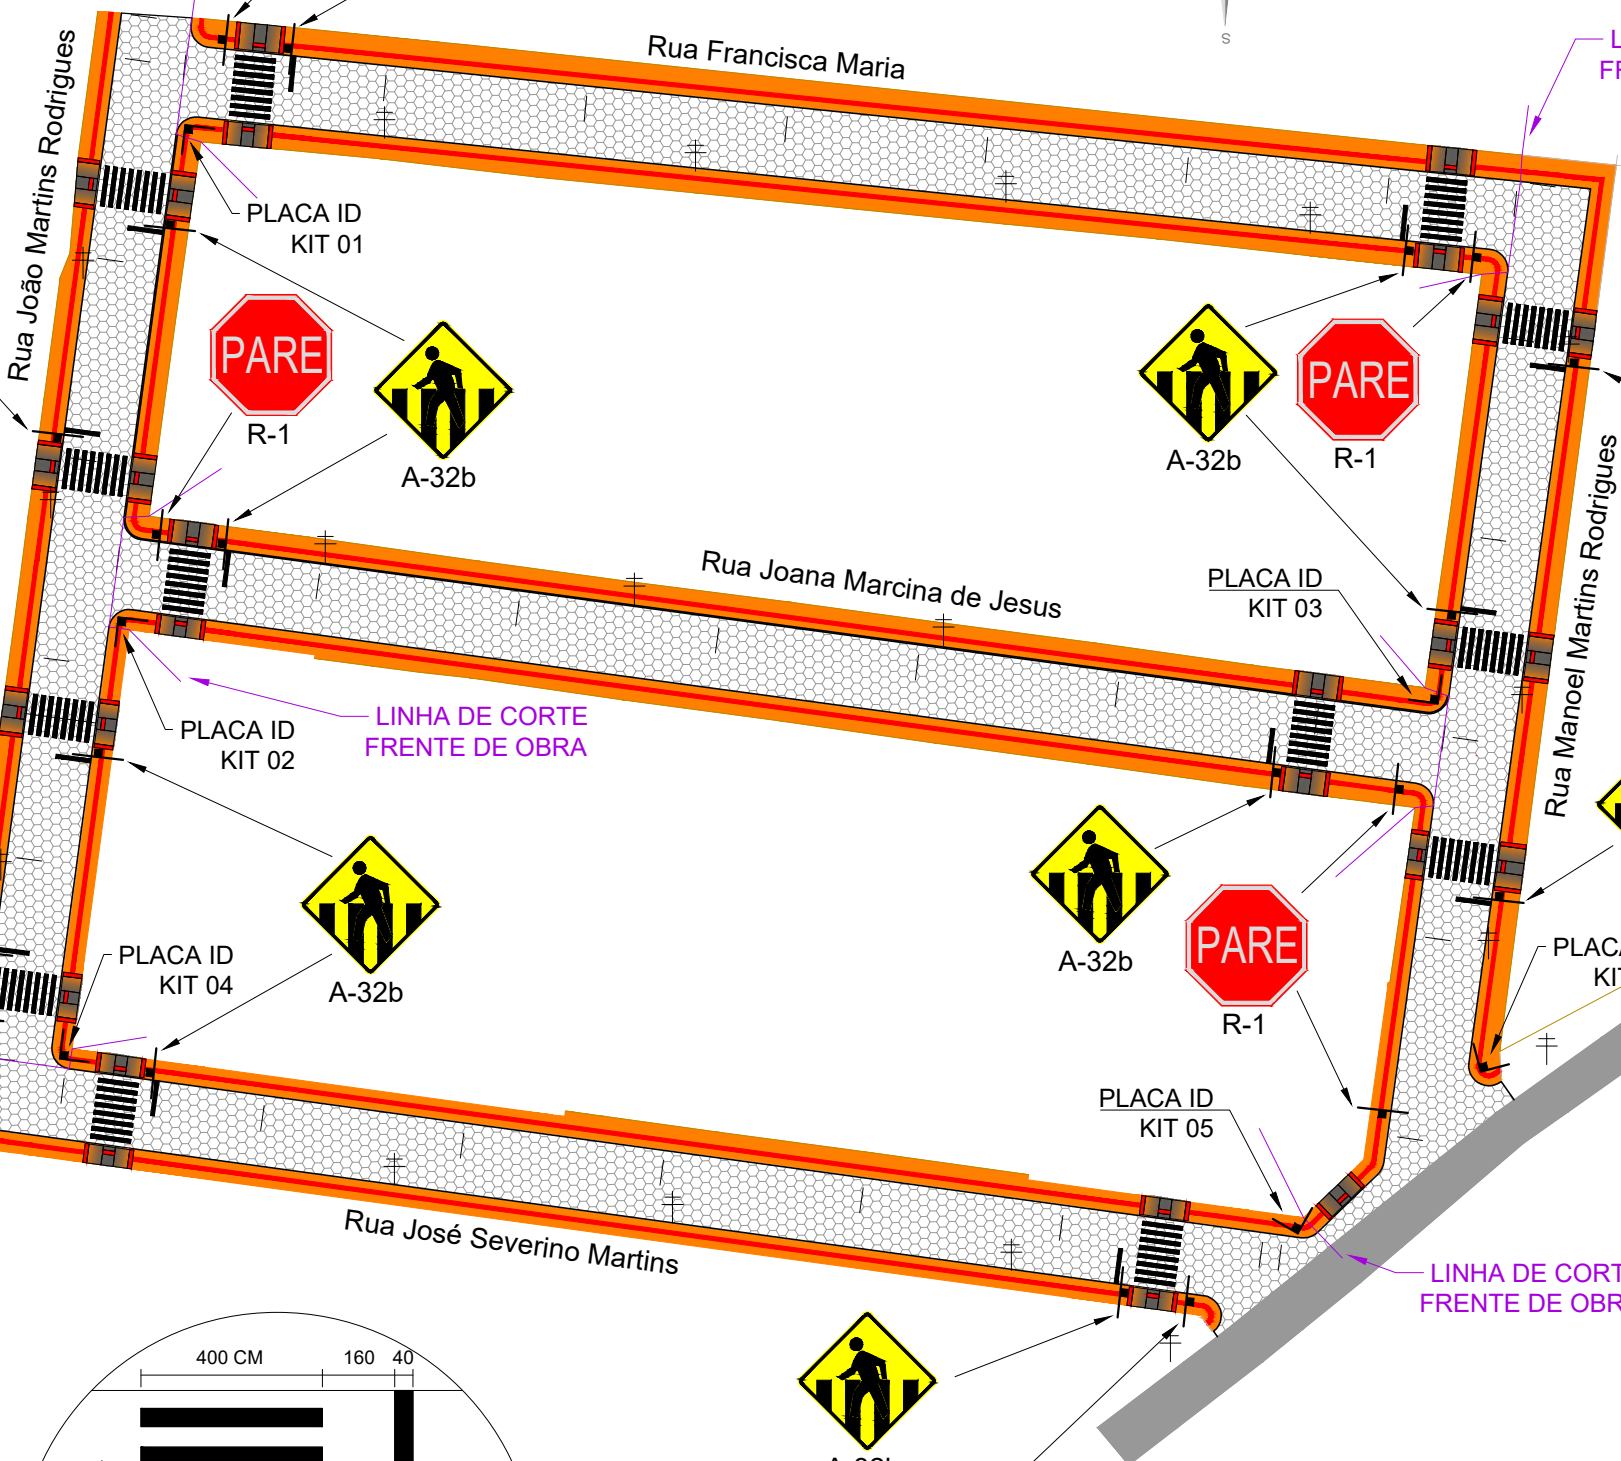 S
Rua Francisca Maria
Rua João Martins Rodrigues
PLACA ID
KIT 01
PARE
R-1
A-32b
A-32b
PARE
R-1
Rua Manoel Martins Rodrigues
Rua Joana Marcina de Jesus
PLACA ID
KIT 03
LINHA DE CORTE
FRENTE DE OBRA
PLACA ID
KIT 02
A-32b
PARE
R-1
PLACA ID
KIT 04
A-32b
PLACA ID
KIT 05
Rua José Severino Martins
LINHA DE CORT
FRENTE DE OBR
400 CM 160 40